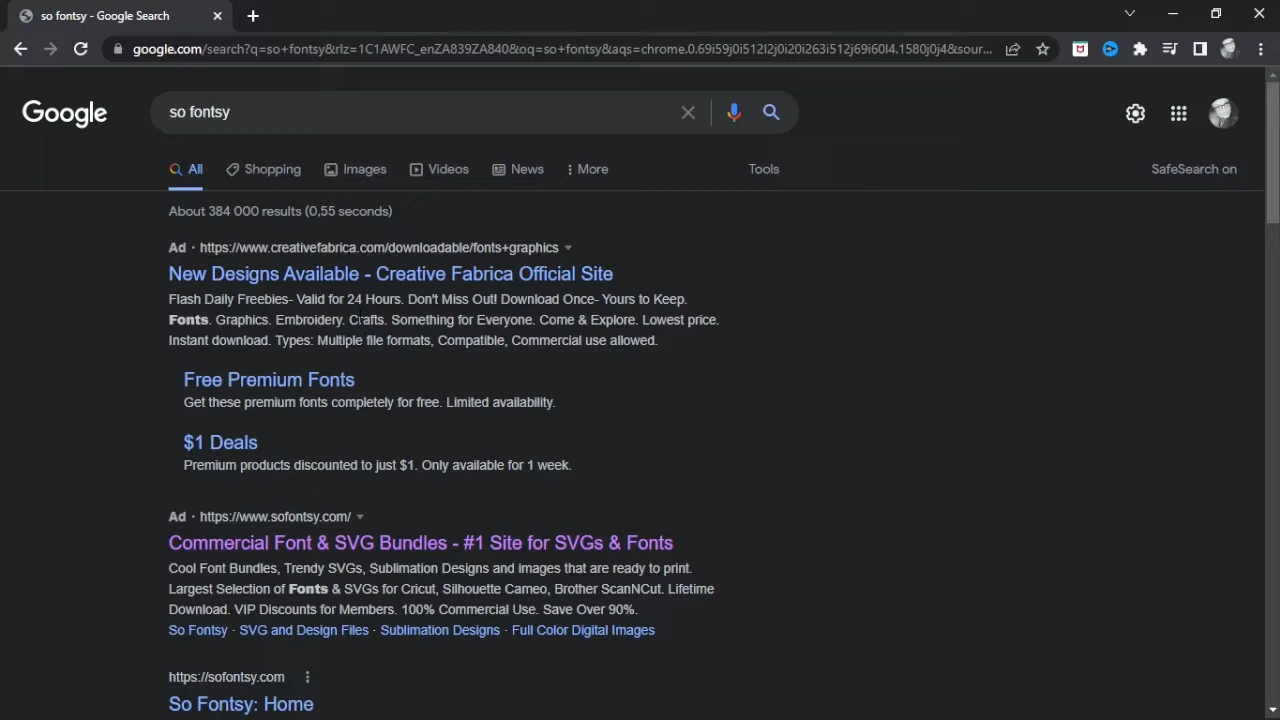 so fontsy - Google Search
google.com/search?q=so+fontsy&rlz=1C1AWFC_enZA839ZA840&oq=so+fontsy&aqs=chrome.0.69i59j0i512l2j0i20i263i512j69i60l4.1580j0j4&sour...
Google
so fontsy
All Shopping Images Videos News More Tools SafeSearch on
About 384 000 results (0,55 seconds)
Ad · https://www.creativefabrica.com/downloadable/fonts+graphics
New Designs Available - Creative Fabrica Official Site
Flash Daily Freebies- Valid for 24 Hours. Don't Miss Out! Download Once- Yours to Keep.
Fonts. Graphics. Embroidery. Crafts. Something for Everyone. Come & Explore. Lowest price.
Instant download. Types: Multiple file formats, Compatible, Commercial use allowed.
Free Premium Fonts
Get these premium fonts completely for free. Limited availability.
$1 Deals
Premium products discounted to just $1. Only available for 1 week.
Ad · https://www.sofontsy.com/
Commercial Font & SVG Bundles - #1 Site for SVGs & Fonts
Cool Font Bundles, Trendy SVGs, Sublimation Designs and images that are ready to print.
Largest Selection of Fonts & SVGs for Cricut, Silhouette Cameo, Brother ScanNCut. Lifetime
Download. VIP Discounts for Members. 100% Commercial Use. Save Over 90%.
So Fontsy · SVG and Design Files · Sublimation Designs · Full Color Digital Images
https://sofontsy.com
So Fontsy: Home